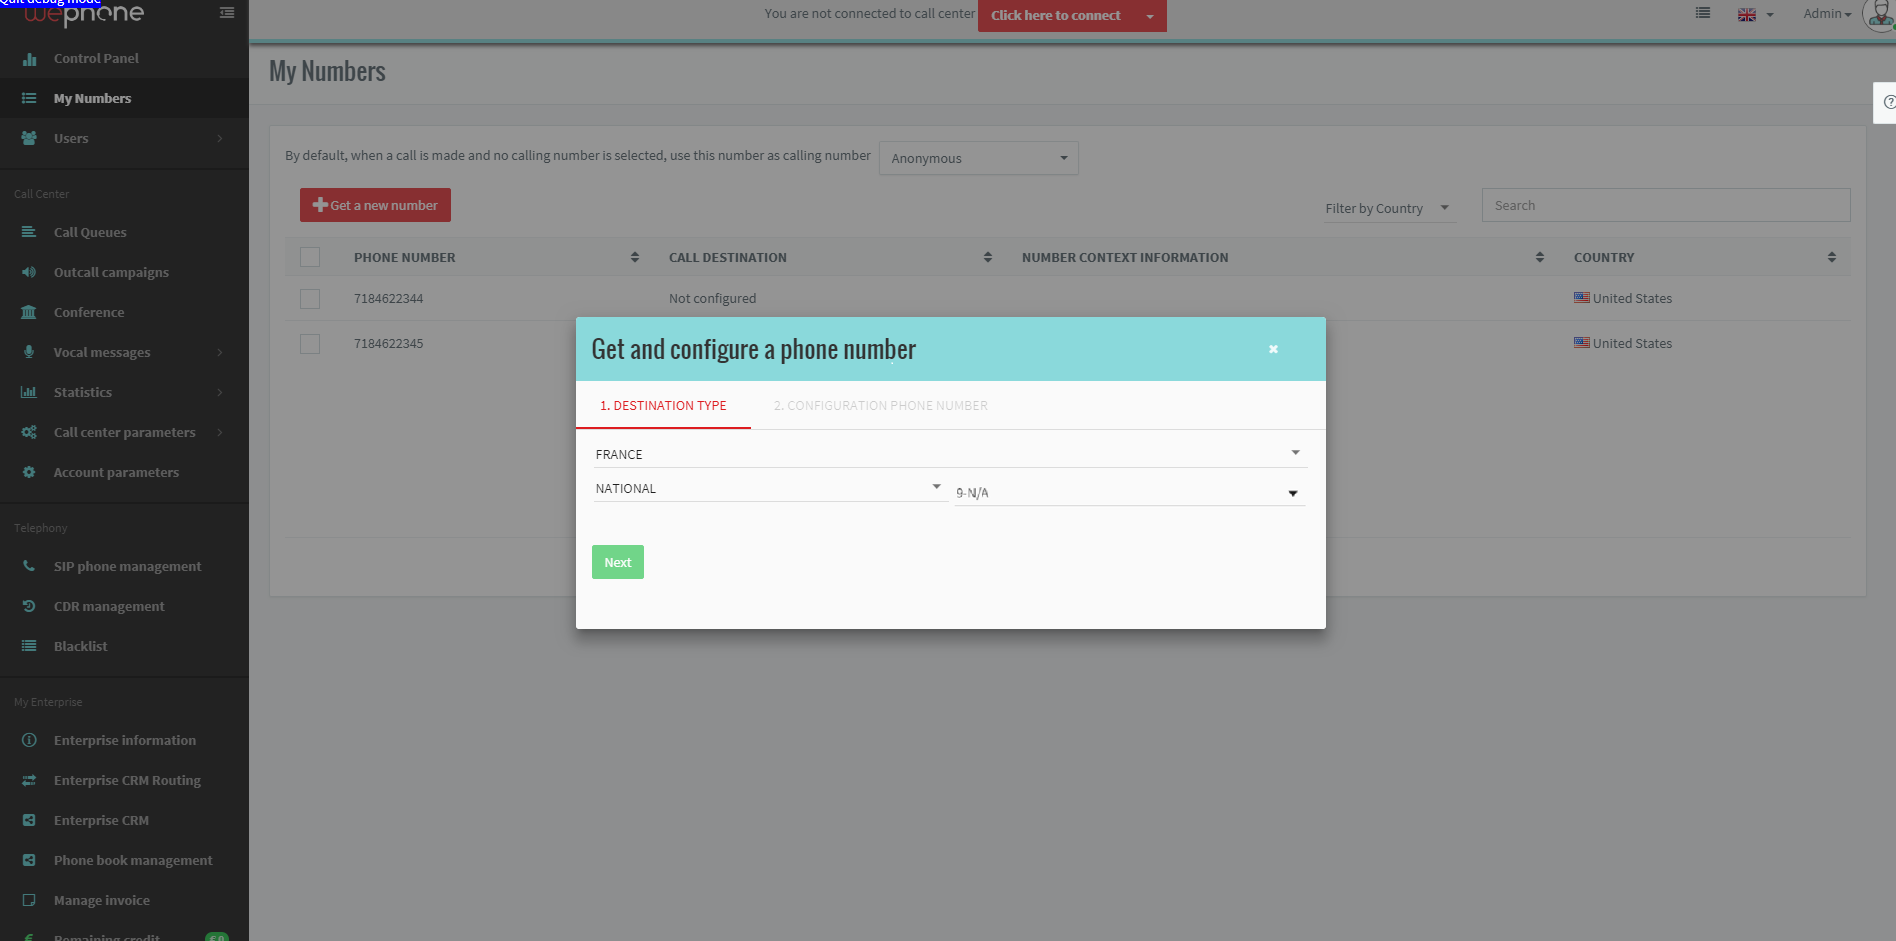 Quit debug mode
wephone
You are not connected to call center
Click here to connect
Admin
Control Panel
My Numbers
Users
Call Center
Call Queues
Outcall campaigns
Conference
Vocal messages
Statistics
Call center parameters
Account parameters
Telephony
SIP phone management
CDR management
Blacklist
My Enterprise
Enterprise information
Enterprise CRM Routing
Enterprise CRM
Phone book management
Manage invoice
Remaining credit
My Numbers
By default, when a call is made and no calling number is selected, use this number as calling number
Anonymous
Get a new number
Filter by Country
Search
PHONE NUMBER
CALL DESTINATION
NUMBER CONTEXT INFORMATION
COUNTRY
7184622344
Not configured
United States
7184622345
United States
Get and configure a phone number
1. DESTINATION TYPE
2. CONFIGURATION PHONE NUMBER
FRANCE
NATIONAL
9-N/A
Next